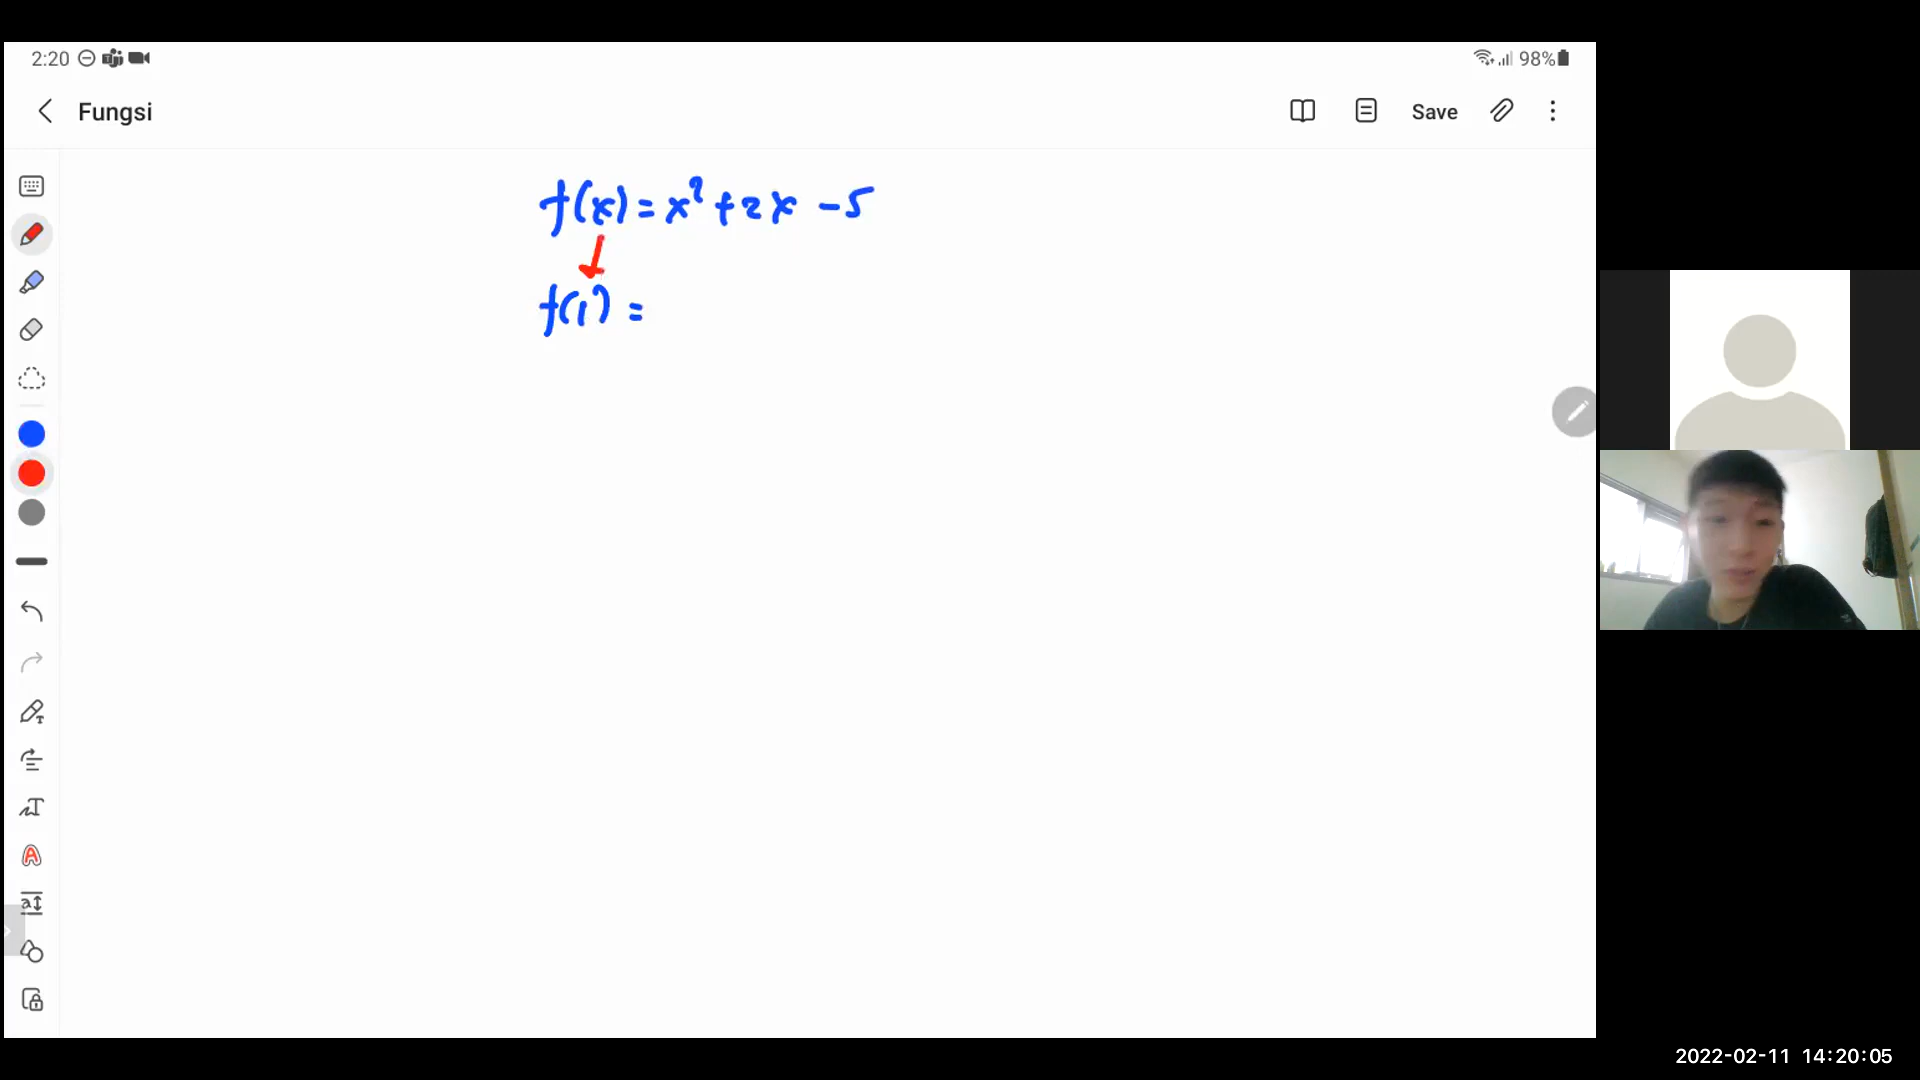 2:20 98%
Fungsi Save
f(x) = x² + 2x - 5
f(1) =
2022-02-11 14:20:05